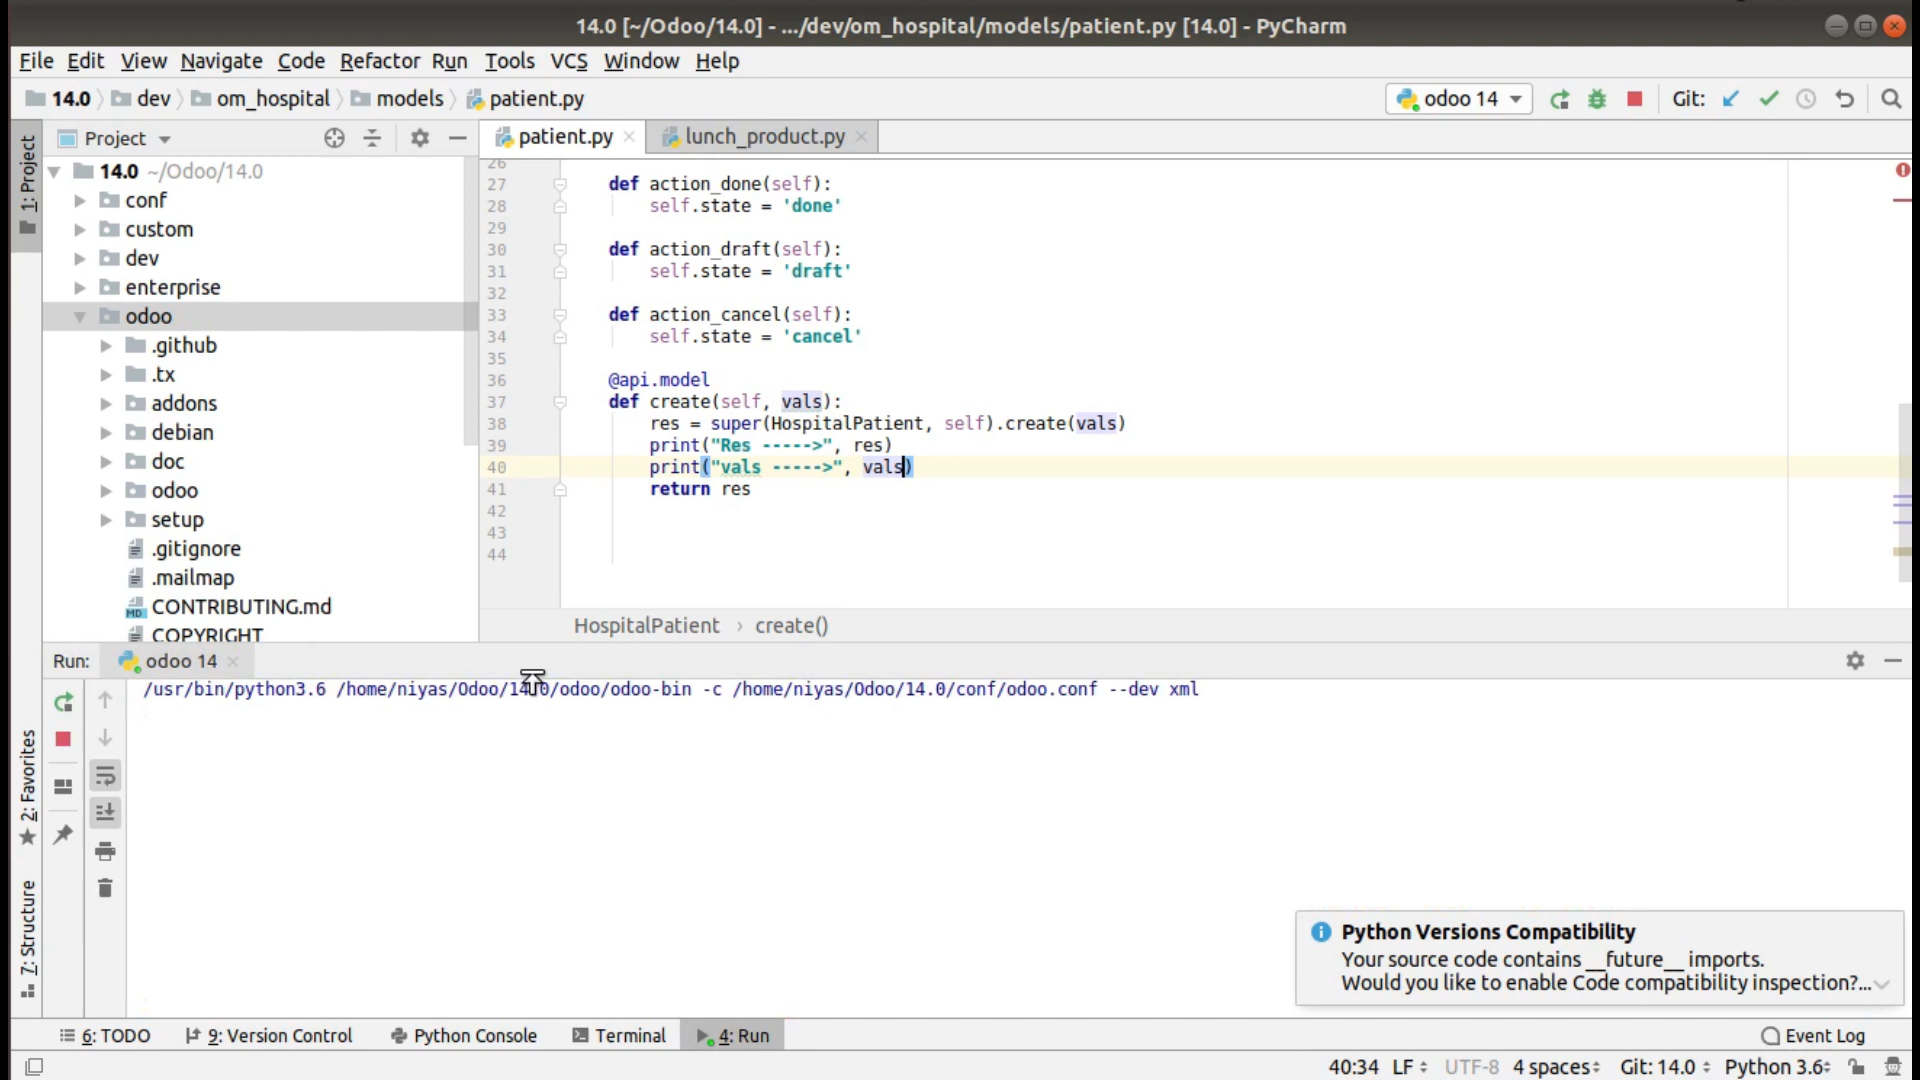 14.0 [~/Odoo/14.0] - .../dev/om_hospital/models/patient.py [14.0] - PyCharm
File Edit View Navigate Code Refactor Run Tools VCS Window Help
14.0 dev om_hospital models patient.py odoo 14 Git:
1: Project
Project
patient.py lunch_product.py
14.0 ~/Odoo/14.0
conf
custom
dev
enterprise
odoo
.github
.tx
addons
debian
doc
odoo
setup
.gitignore
.mailmap
CONTRIBUTING.md
COPYRIGHT
26
27 def action_done(self):
28 self.state = 'done'
29
30 def action_draft(self):
31 self.state = 'draft'
32
33 def action_cancel(self):
34 self.state = 'cancel'
35
36 @api.model
37 def create(self, vals):
38 res = super(HospitalPatient, self).create(vals)
39 print("Res ----->", res)
40 print("vals ----->", vals)
41 return res
42
43
44
HospitalPatient › create()
Run: odoo 14
/usr/bin/python3.6 /home/niyas/Odoo/14.0/odoo/odoo-bin -c /home/niyas/Odoo/14.0/conf/odoo.conf --dev xml
2: Favorites
7: Structure
Python Versions Compatibility
Your source code contains __future__ imports.
Would you like to enable Code compatibility inspection?...
6: TODO 9: Version Control Python Console Terminal 4: Run Event Log
40:34 LF UTF-8 4 spaces Git: 14.0 Python 3.6